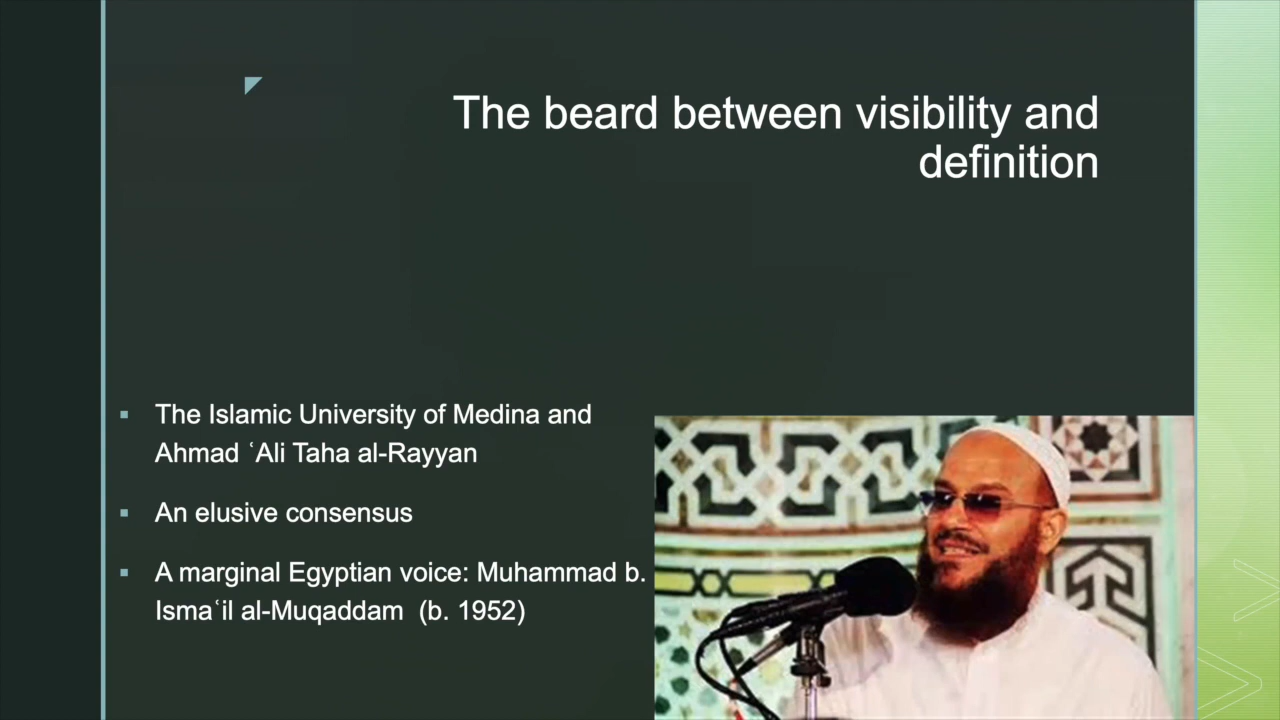 The beard between visibility and
definition
▪ The Islamic University of Medina and
Ahmad ʿAli Taha al-Rayyan
▪ An elusive consensus
▪ A marginal Egyptian voice: Muhammad b.
Ismaʿil al-Muqaddam (b. 1952)